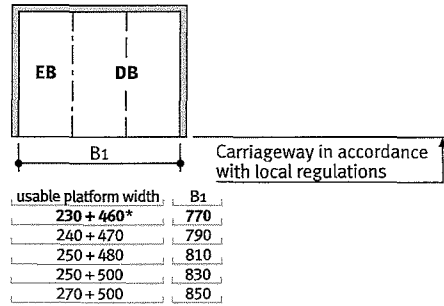 EB DB
B1
Carriageway in accordance
with local regulations
usable platform width B1
230 + 460* 770
240 + 470 790
250 + 480 810
250 + 500 830
270 + 500 850